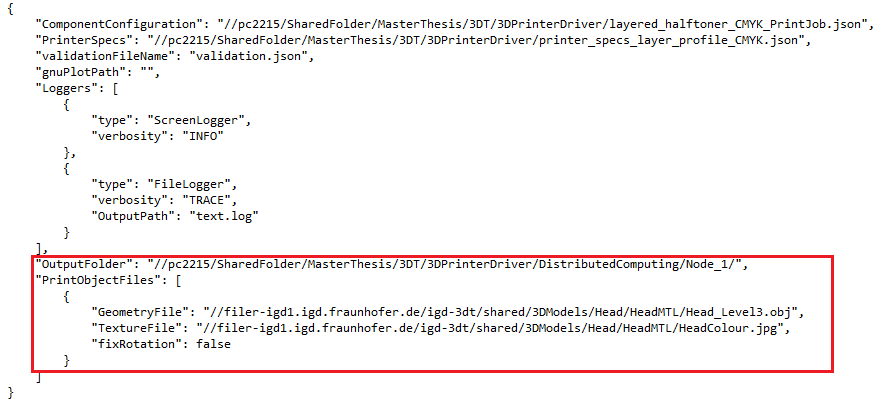 {
    "ComponentConfiguration": "//pc2215/SharedFolder/MasterThesis/3DT/3DPrinterDriver/layered_halftoner_CMYK_PrintJob.json",
    "PrinterSpecs": "//pc2215/SharedFolder/MasterThesis/3DT/3DPrinterDriver/printer_specs_layer_profile_CMYK.json",
    "validationFileName": "validation.json",
    "gnuPlotPath": "",
    "Loggers": [
        {
            "type": "ScreenLogger",
            "verbosity": "INFO"
        },
        {
            "type": "FileLogger",
            "verbosity": "TRACE",
            "OutputPath": "text.log"
        }
    ],
    "OutputFolder": "//pc2215/SharedFolder/MasterThesis/3DT/3DPrinterDriver/DistributedComputing/Node_1/",
    "PrintObjectFiles": [
        {
            "GeometryFile": "//filer-igd1.igd.fraunhofer.de/igd-3dt/shared/3DModels/Head/HeadMTL/Head_Level3.obj",
            "TextureFile": "//filer-igd1.igd.fraunhofer.de/igd-3dt/shared/3DModels/Head/HeadMTL/HeadColour.jpg",
            "fixRotation": false
        }
    ]
}